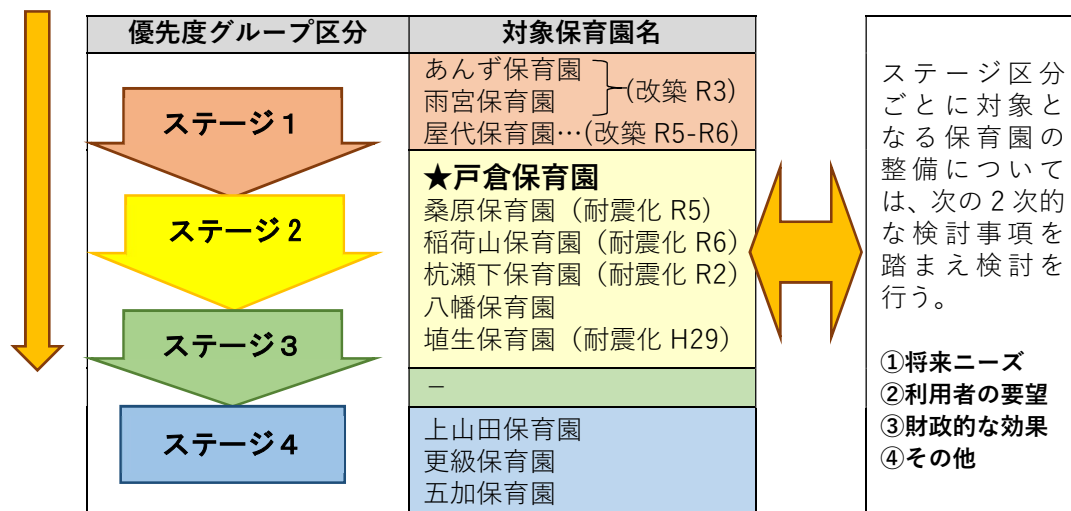 優先度グループ区分
対象保育園名
ステージ１
あんず保育園
雨宮保育園
(改築 R3)
屋代保育園…(改築 R5-R6)
ステージ２
★戸倉保育園
桑原保育園（耐震化 R5）
稲荷山保育園（耐震化 R6）
杭瀬下保育園（耐震化 R2）
八幡保育園
埴生保育園（耐震化 H29）
ステージ３
－
ステージ４
上山田保育園
更級保育園
五加保育園
ステージ区分
ごとに対象と
なる保育園の
整備について
は、次の 2 次的
な検討事項を
踏まえ検討を
行う。
①将来ニーズ
②利用者の要望
③財政的な効果
④その他